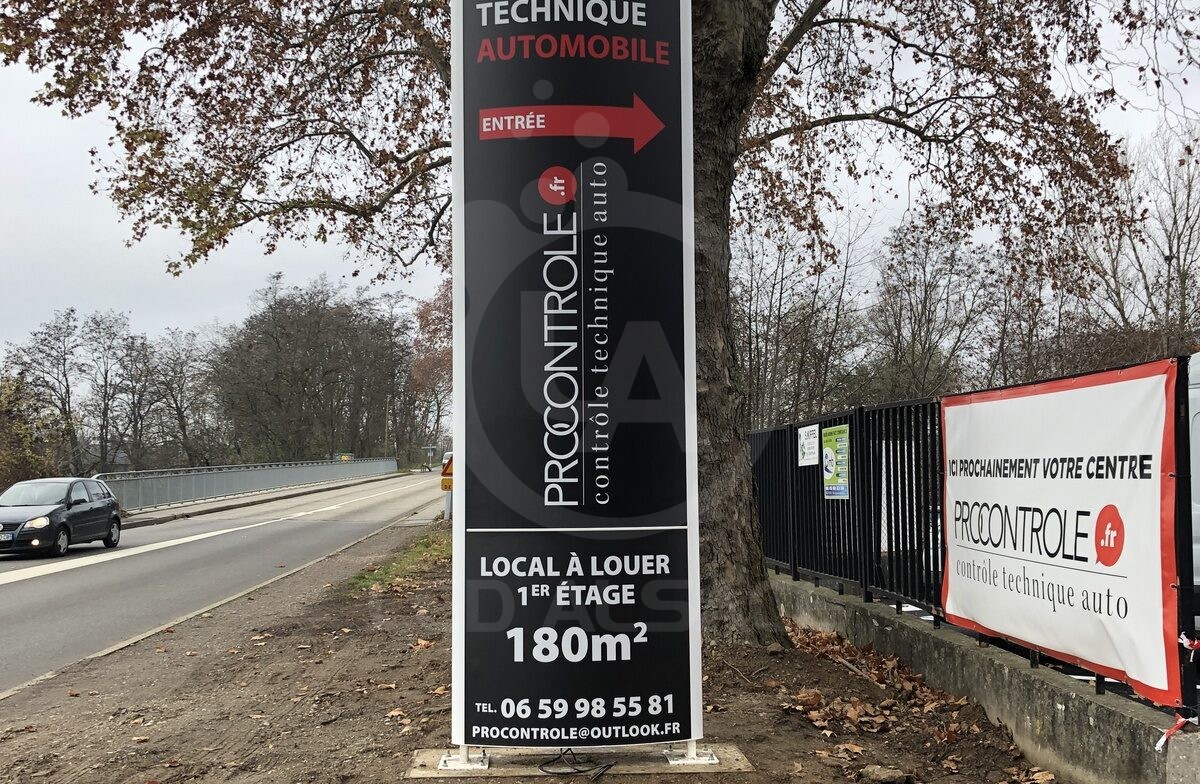 TECHNIQUE
AUTOMOBILE
ENTRÉE
PROCONTROLE
.fr
contrôle technique auto
LOCAL À LOUER
1ER ÉTAGE
180m²
TEL. 06 59 98 55 81
PROCONTROLE@OUTLOOK.FR
ICI PROCHAINEMENT VOTRE CENTRE
PROCONTROLE
.fr
contrôle technique auto